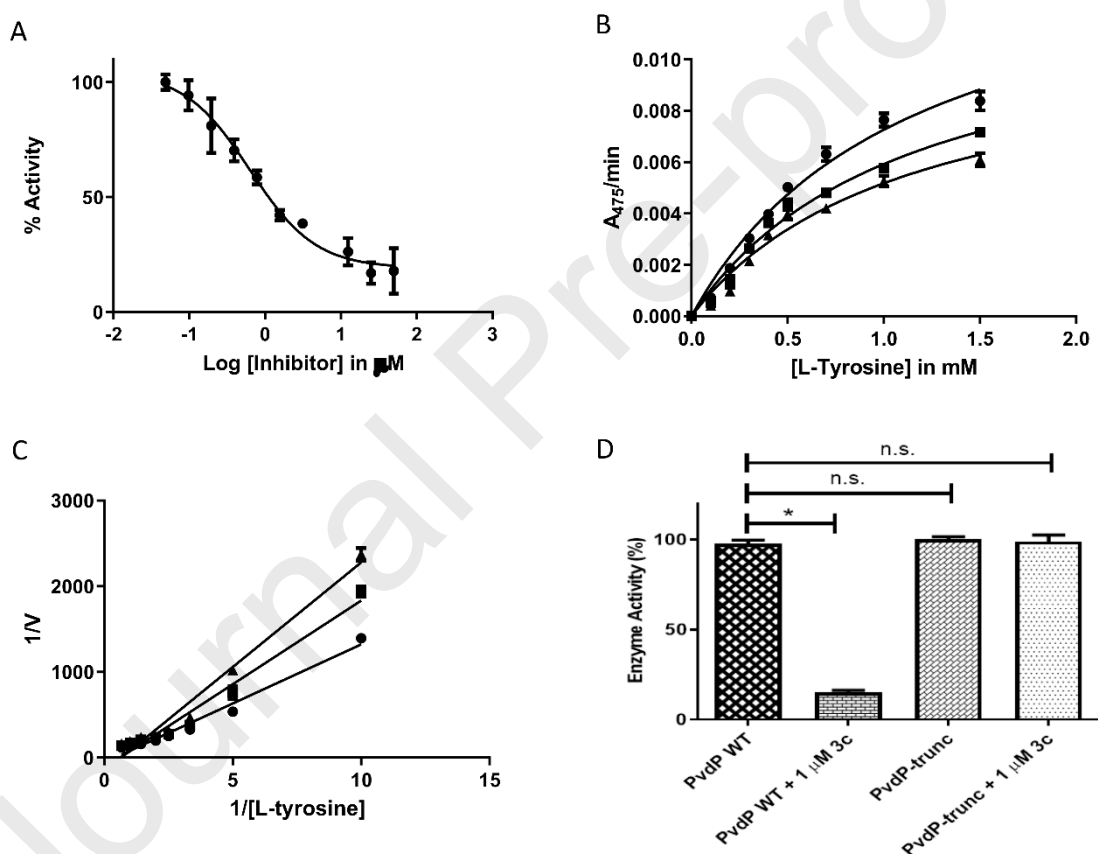 A
% Activity
100
50
0
-2
-1
0
1
2
3
Log [Inhibitor] in μM
B
A475/min
0.010
0.008
0.006
0.004
0.002
0.000
0.0
0.5
1.0
1.5
2.0
[L-Tyrosine] in mM
C
1/V
3000
2000
1000
0
0
5
10
15
1/[L-tyrosine]
D
n.s.
n.s.
*
Enzyme Activity (%)
100
50
0
PvdP WT
PvdP WT + 1 μM 3c
PvdP-trunc
PvdP-trunc + 1 μM 3c
Journal Pre-pro